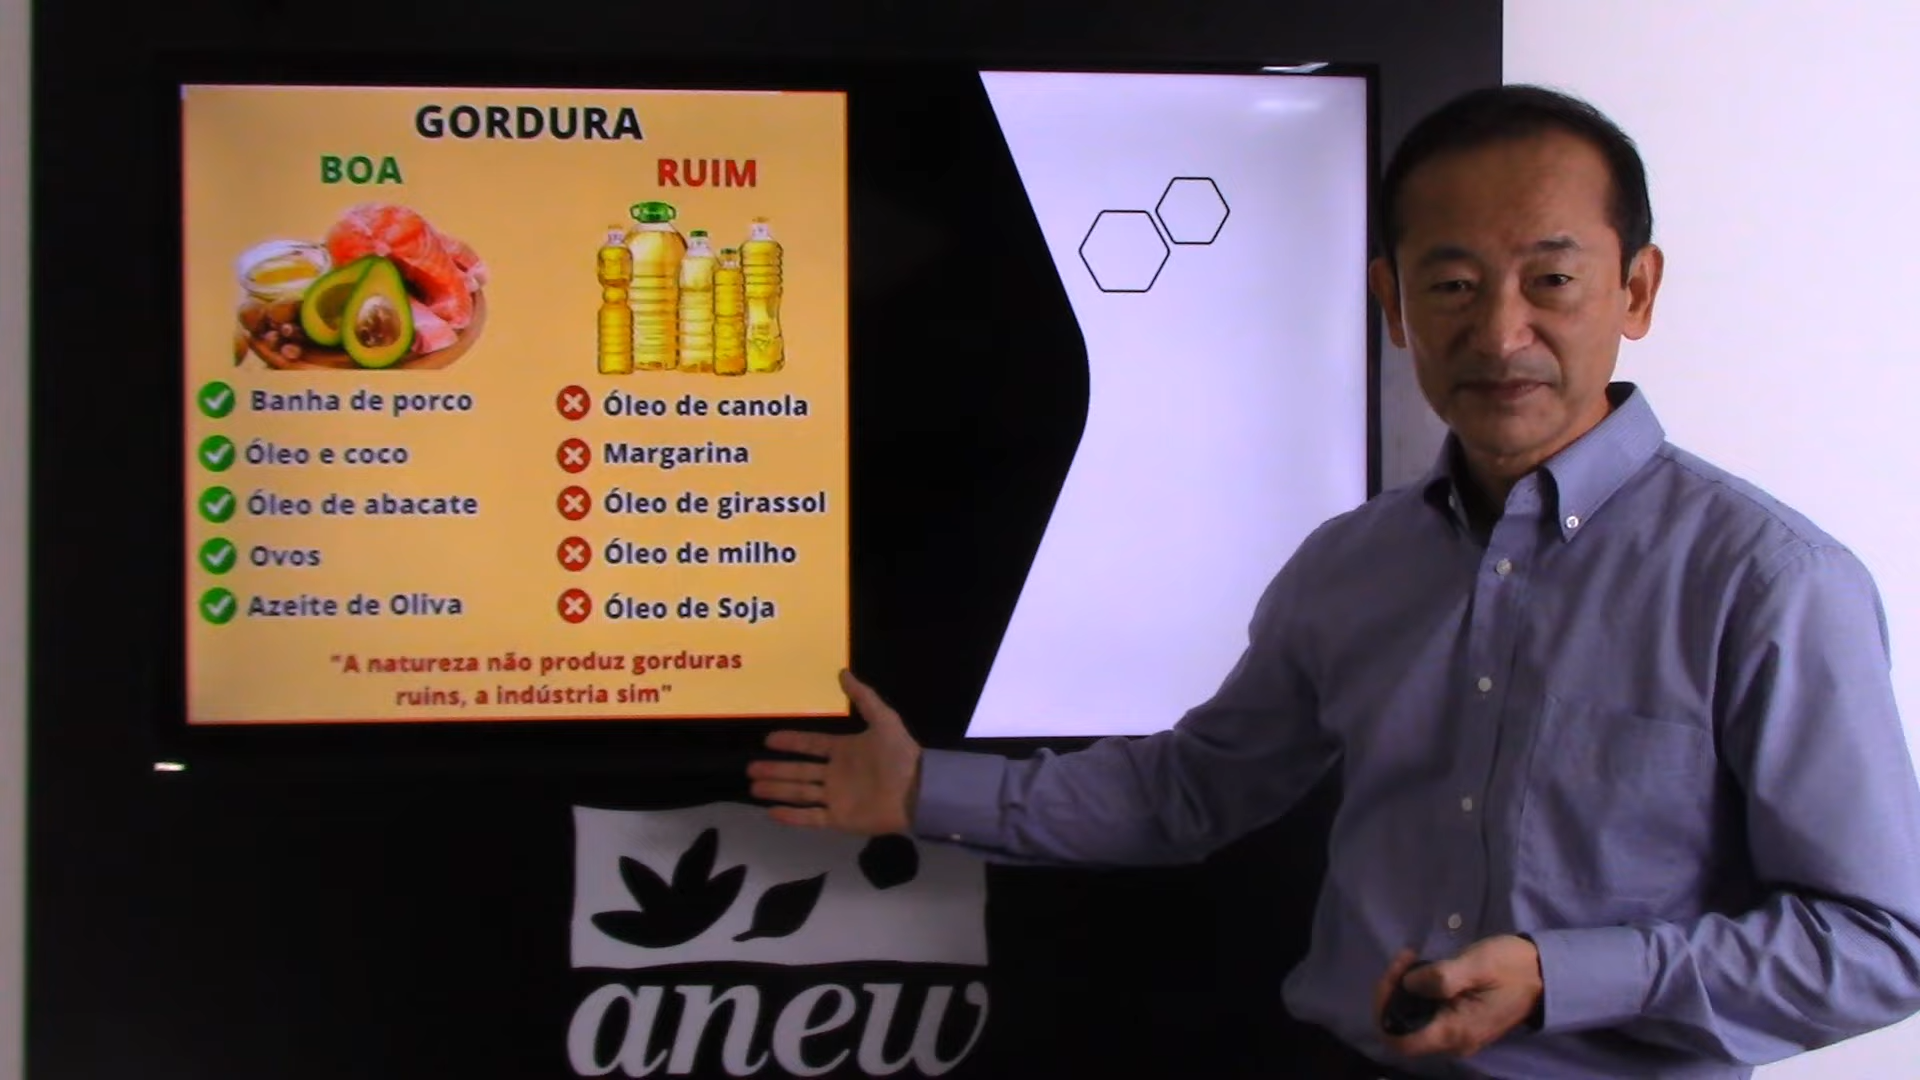 GORDURA
BOA
RUIM
Banha de porco
Óleo e coco
Óleo de abacate
Ovos
Azeite de Oliva
Óleo de canola
Margarina
Óleo de girassol
Óleo de milho
Óleo de Soja
"A natureza não produz gorduras
ruins, a indústria sim"
anew